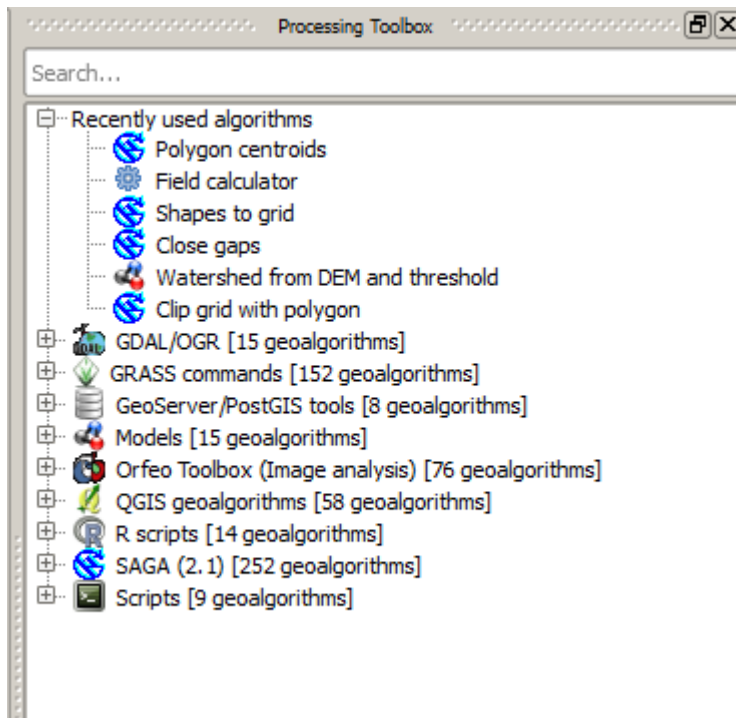 Processing Toolbox
Search...
Recently used algorithms
Polygon centroids
Field calculator
Shapes to grid
Close gaps
Watershed from DEM and threshold
Clip grid with polygon
GDAL/OGR [15 geoalgorithms]
GRASS commands [152 geoalgorithms]
GeoServer/PostGIS tools [8 geoalgorithms]
Models [15 geoalgorithms]
Orfeo Toolbox (Image analysis) [76 geoalgorithms]
QGIS geoalgorithms [58 geoalgorithms]
R scripts [14 geoalgorithms]
SAGA (2.1) [252 geoalgorithms]
Scripts [9 geoalgorithms]